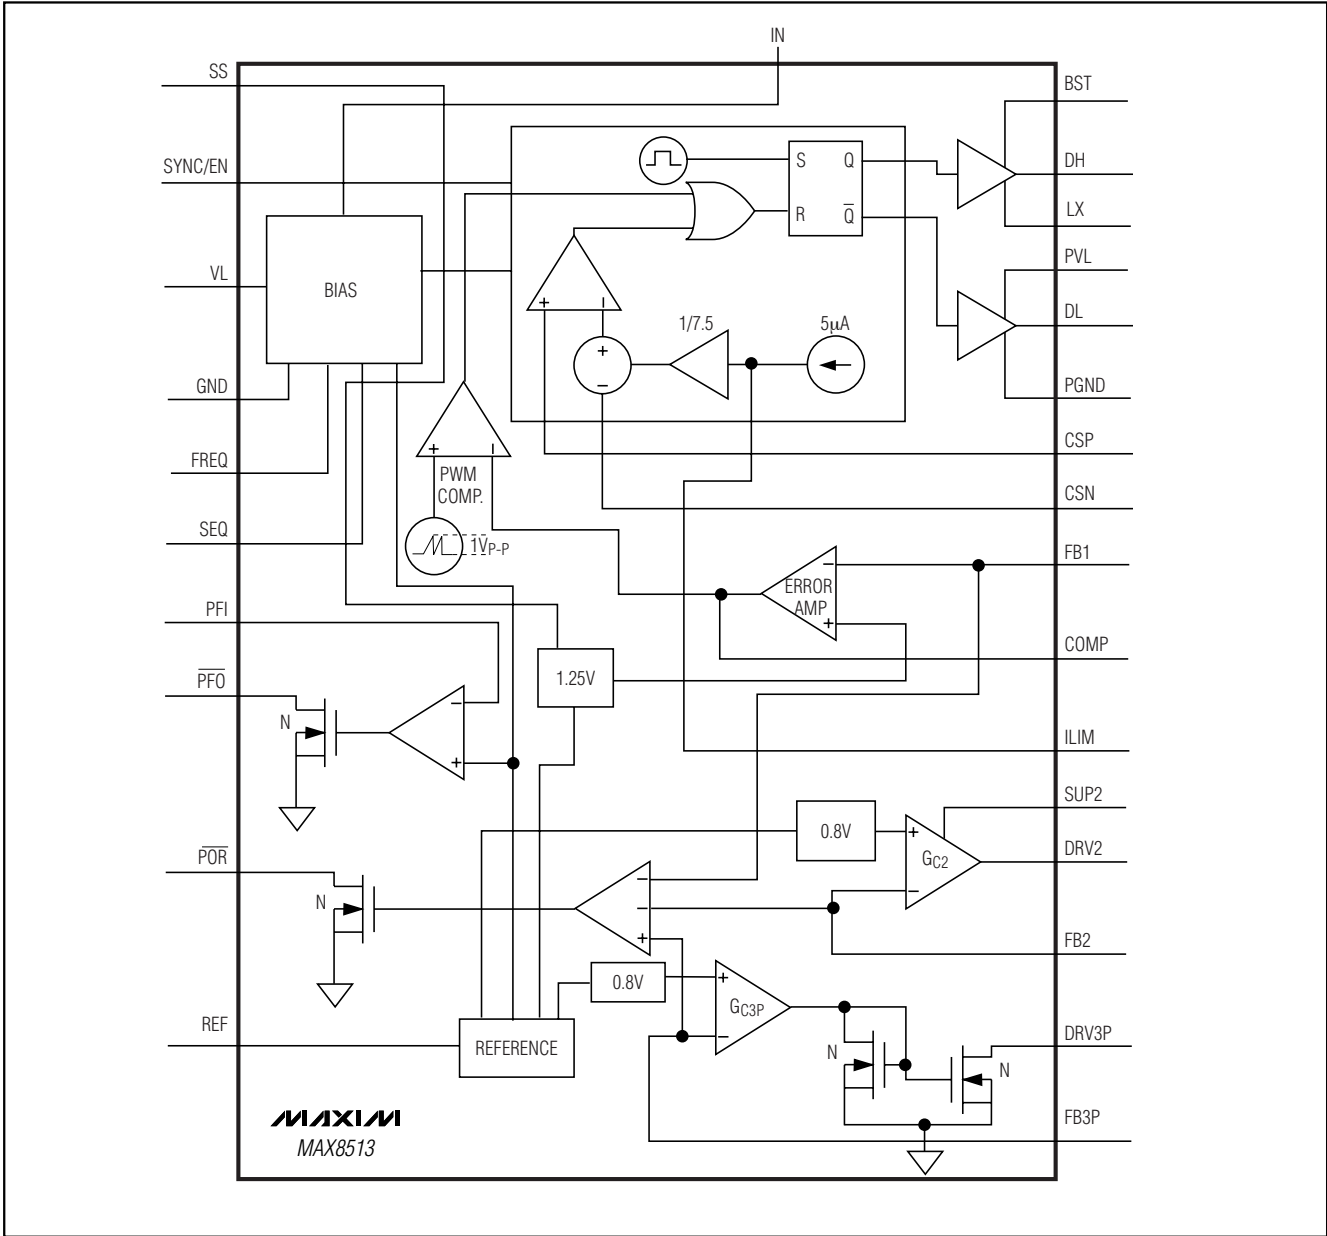 IN
SS
BST
SYNC/EN
S Q
DH
R Q̅
LX
VL
BIAS
PVL
1/7.5
5μA
DL
+ −
+
−
GND
PGND
+ −
CSP
FREQ
PWM
COMP.
CSN
SEQ
1VP-P
FB1
−
ERROR
AMP
+
PFI
COMP
P̅F̅O̅
1.25V
N
−
+
ILIM
SUP2
0.8V
+
GC2
−
DRV2
P̅O̅R̅
N
−
−
+
FB2
0.8V
+
GC3P
−
REF
REFERENCE
DRV3P
N
N
FB3P
MAXIM
MAX8513